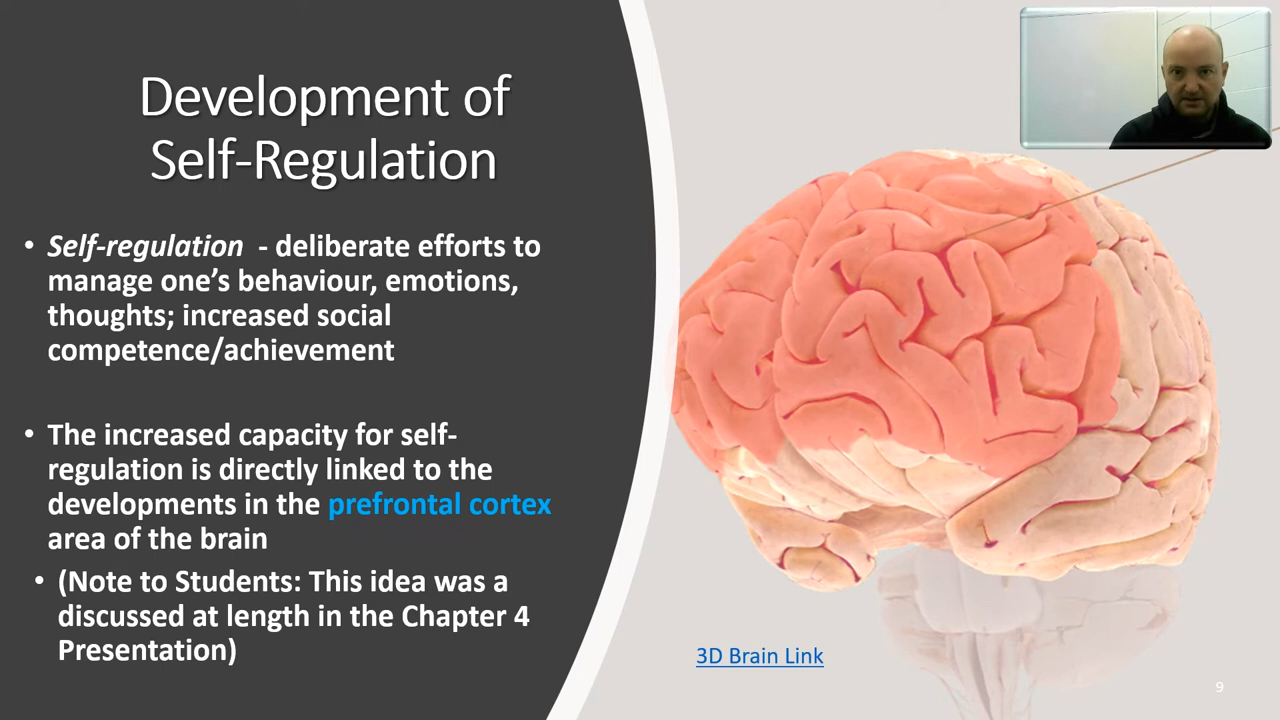 Development of
Self-Regulation
• Self-regulation - deliberate efforts to
manage one's behaviour, emotions,
thoughts; increased social
competence/achievement
• The increased capacity for self-
regulation is directly linked to the
developments in the prefrontal cortex
area of the brain
• (Note to Students: This idea was a
discussed at length in the Chapter 4
Presentation)
3D Brain Link
9